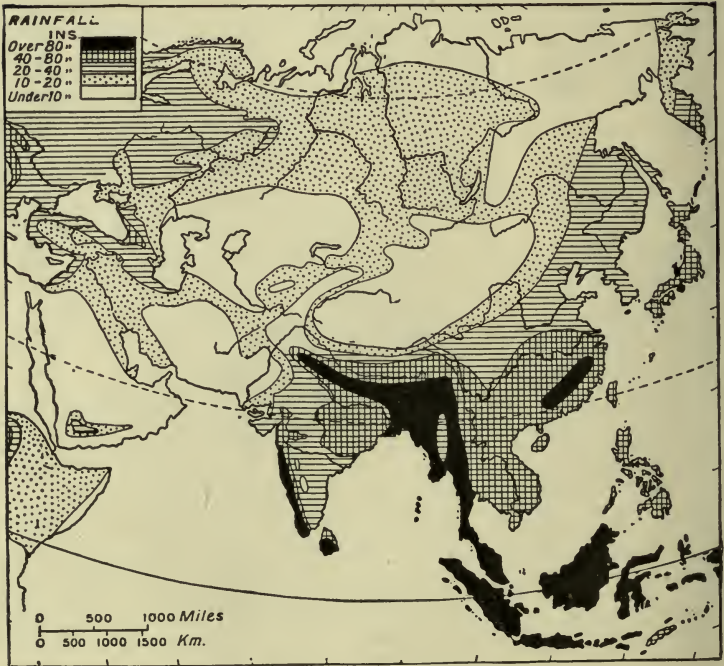 RAINFALL
INS.
Over 80 "
40 - 80 "
20 - 40 "
10 - 20 "
Under 10 "
0 500 1000 Miles
0 500 1000 1500 Km.